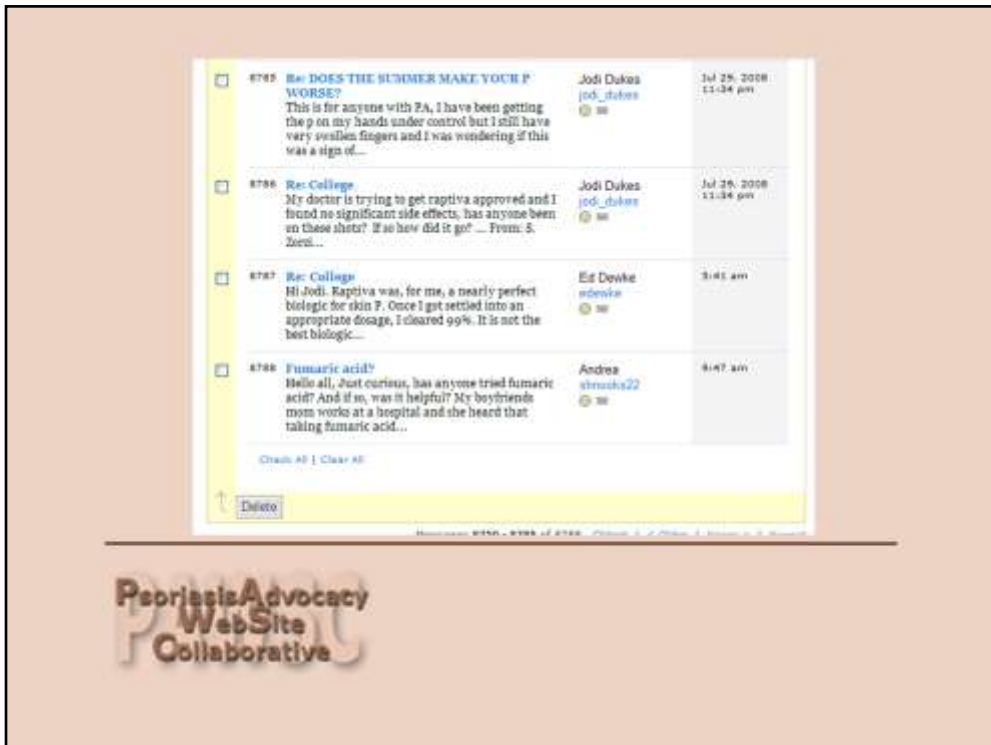 8785 Re: DOES THE SUMMER MAKE YOUR P
WORSE?
This is for anyone with PA, I have been getting
the p on my hands under control but I still have
very swollen fingers and I was wondering if this
was a sign of...
Jodi Dukes
jodi_dukes
Jul 29, 2008
11:34 pm
8786 Re: College
My doctor is trying to get raptiva approved and I
found no significant side effects, has anyone been
on these shots? If so how did it go? .... From: S.
Jodi Dukes
jodi_dukes
Jul 29, 2008
11:54 pm
8787 Re: College
Hi Jodi. Raptiva was, for me, a nearly perfect
biologic for skin P. Once I got settled into an
appropriate dosage, I cleared 99%. It is not the
best biologic...
Ed Dewke
edewke
5:41 am
8788 Fumaric acid?
Hello all, Just curious, has anyone tried fumaric
acid? And if so, was it helpful? My boyfriends
mom works at a hospital and she heard that
taking fumaric acid...
Andrea
9:47 am
Check All | Clear All
Delete
PsoriasisAdvocacy
WebSite
Collaborative